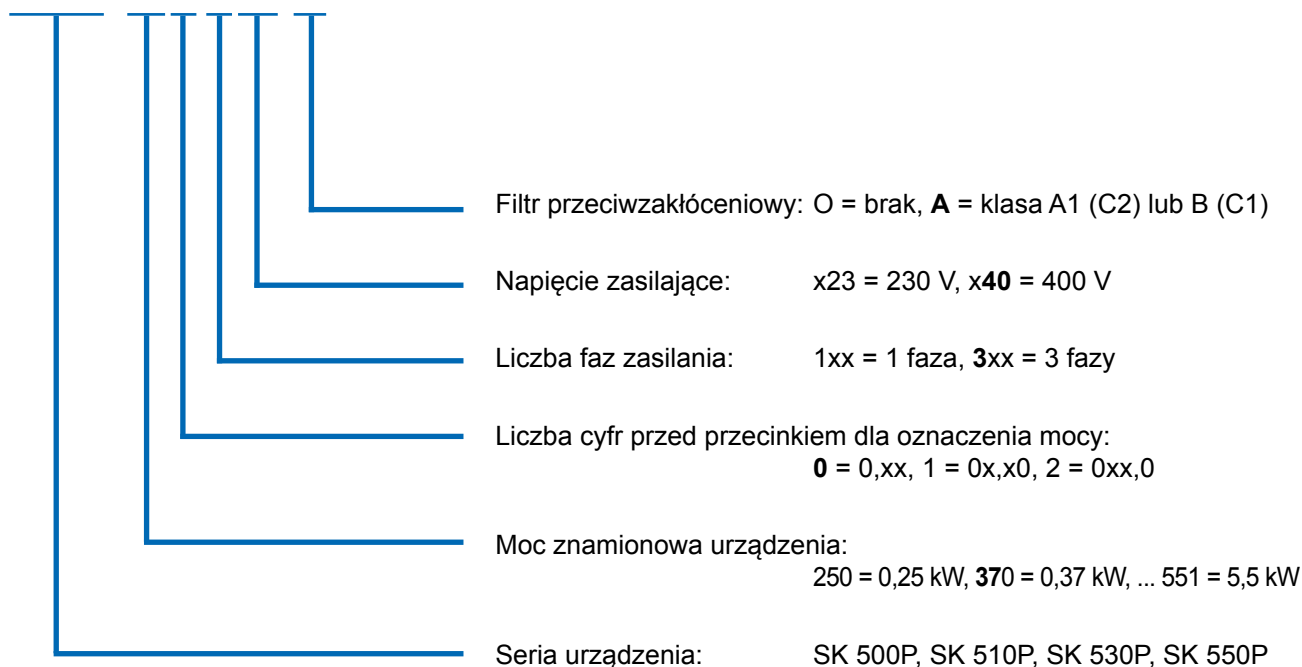 Filtr przeciwzakłóceniowy: O = brak, A = klasa A1 (C2) lub B (C1)
Napięcie zasilające: x23 = 230 V, x40 = 400 V
Liczba faz zasilania: 1xx = 1 faza, 3xx = 3 fazy
Liczba cyfr przed przecinkiem dla oznaczenia mocy:
0 = 0,xx, 1 = 0x,x0, 2 = 0xx,0
Moc znamionowa urządzenia:
250 = 0,25 kW, 370 = 0,37 kW, ... 551 = 5,5 kW
Seria urządzenia: SK 500P, SK 510P, SK 530P, SK 550P